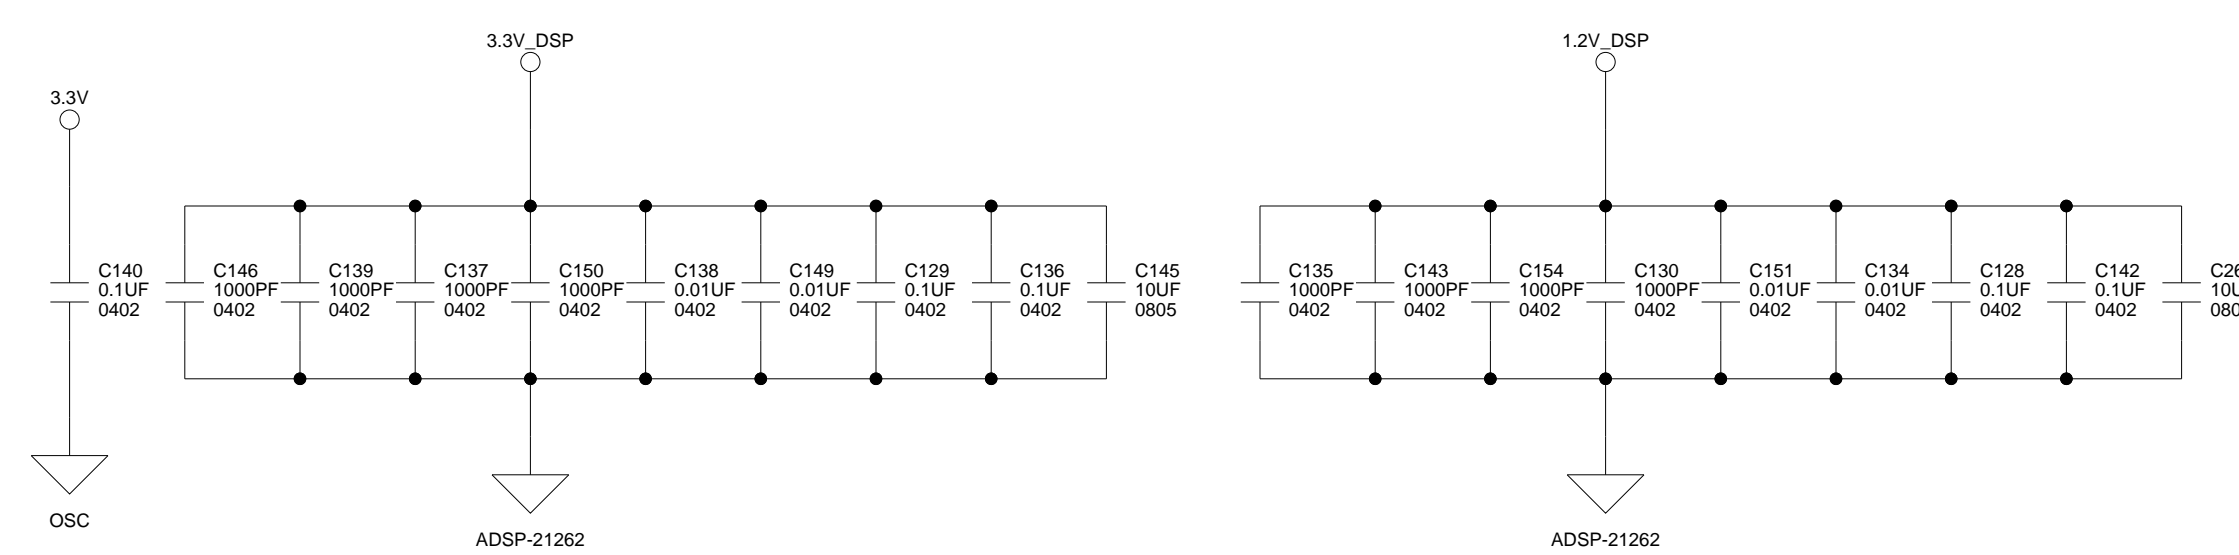 3.3V_DSP
1.2V_DSP
3.3V
C140
0.1UF
0402
C146
1000PF
0402
C139
1000PF
0402
C137
1000PF
0402
C150
1000PF
0402
C138
0.01UF
0402
C149
0.01UF
0402
C129
0.1UF
0402
C136
0.1UF
0402
C145
10UF
0805
C135
1000PF
0402
C143
1000PF
0402
C154
1000PF
0402
C130
1000PF
0402
C151
0.01UF
0402
C134
0.01UF
0402
C128
0.1UF
0402
C142
0.1UF
0402
OSC
ADSP-21262
ADSP-21262